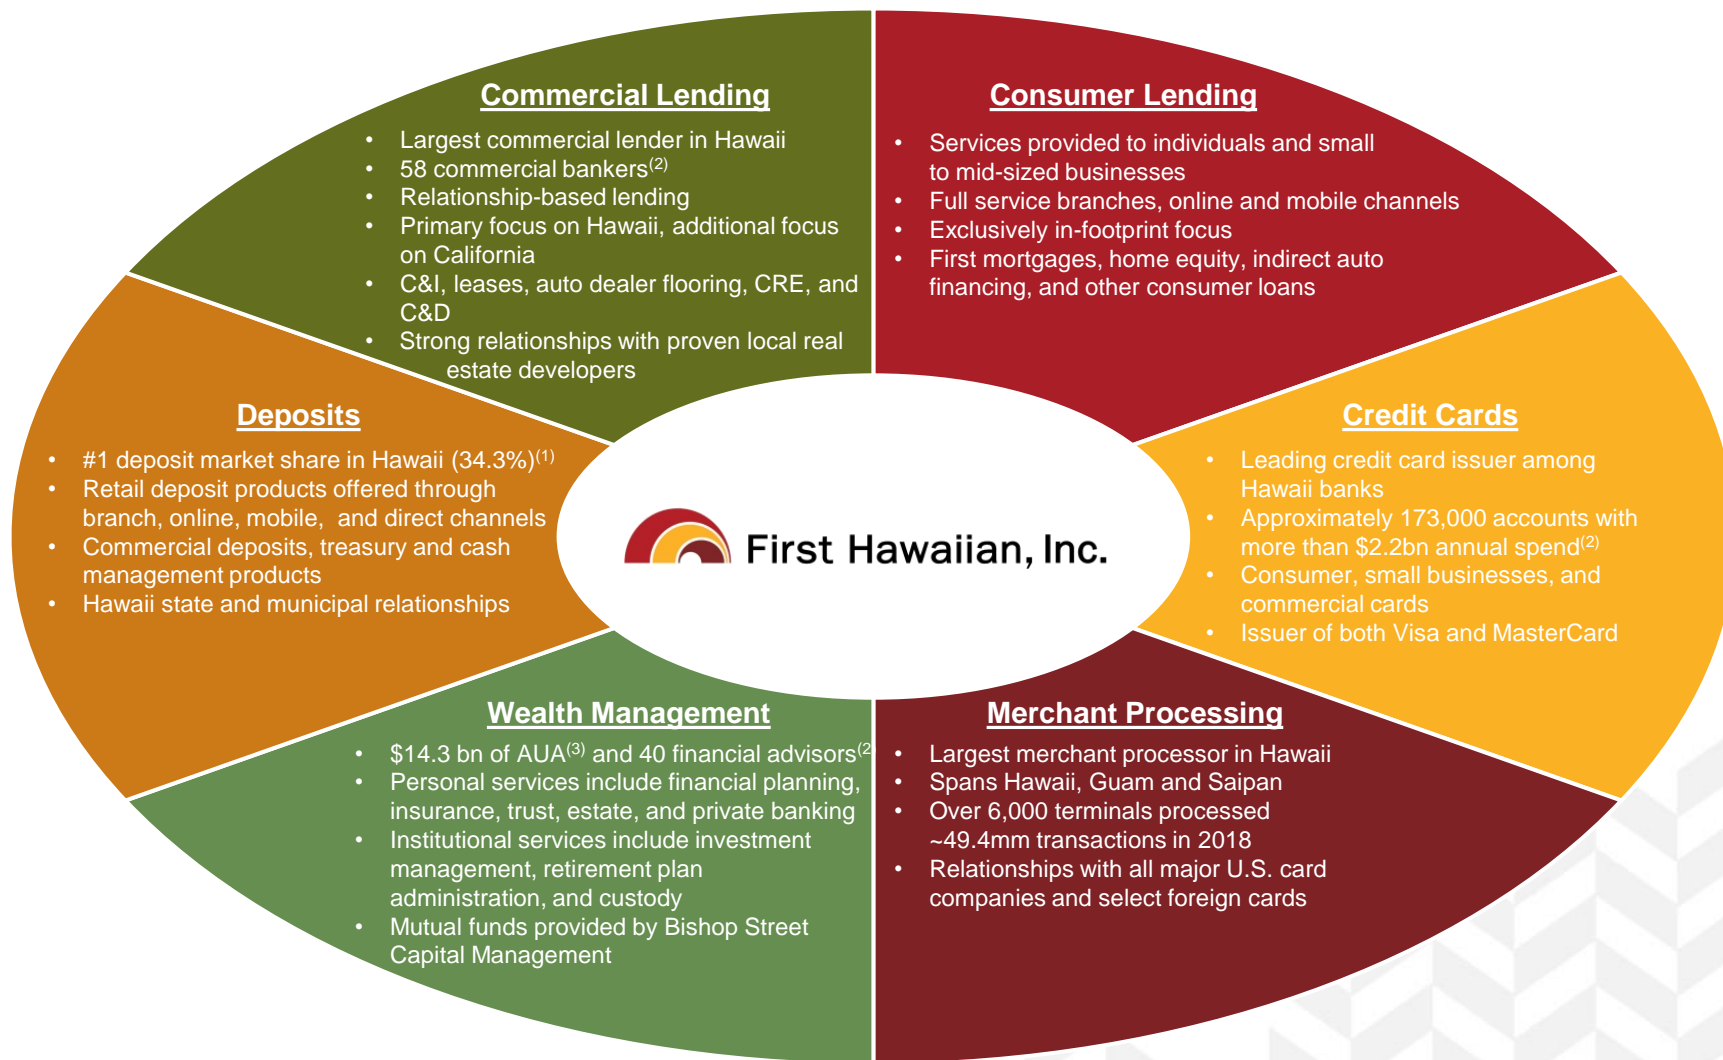 Commercial Lending
• Largest commercial lender in Hawaii
• 58 commercial bankers(2)
• Relationship-based lending
• Primary focus on Hawaii, additional focus
on California
• C&I, leases, auto dealer flooring, CRE, and
C&D
• Strong relationships with proven local real
estate developers
Consumer Lending
• Services provided to individuals and small
to mid-sized businesses
• Full service branches, online and mobile channels
• Exclusively in-footprint focus
• First mortgages, home equity, indirect auto
financing, and other consumer loans
Deposits
• #1 deposit market share in Hawaii (34.3%)(1)
• Retail deposit products offered through
branch, online, mobile, and direct channels
• Commercial deposits, treasury and cash
management products
• Hawaii state and municipal relationships
First Hawaiian, Inc.
Credit Cards
• Leading credit card issuer among
Hawaii banks
• Approximately 173,000 accounts with
more than $2.2bn annual spend(2)
• Consumer, small businesses, and
commercial cards
• Issuer of both Visa and MasterCard
Wealth Management
• $14.3 bn of AUA(3) and 40 financial advisors(2
• Personal services include financial planning,
insurance, trust, estate, and private banking
• Institutional services include investment
management, retirement plan
administration, and custody
• Mutual funds provided by Bishop Street
Capital Management
Merchant Processing
• Largest merchant processor in Hawaii
• Spans Hawaii, Guam and Saipan
• Over 6,000 terminals processed
~49.4mm transactions in 2018
• Relationships with all major U.S. card
companies and select foreign cards